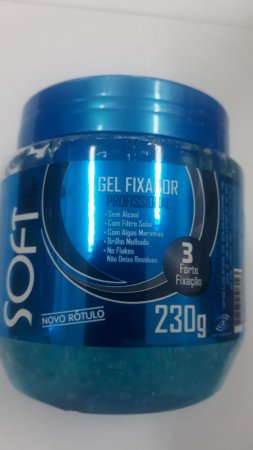 SOFT
NOVO RÓTULO
GEL FIXADOR
PROFISSIONAL
• Sem Álcool
• Com Filtro Solar
• Com Algas Marinhas
• Brilho Molhado
• No Flakes
Não Deixa Resíduos
3
Forte
Fixação
230g